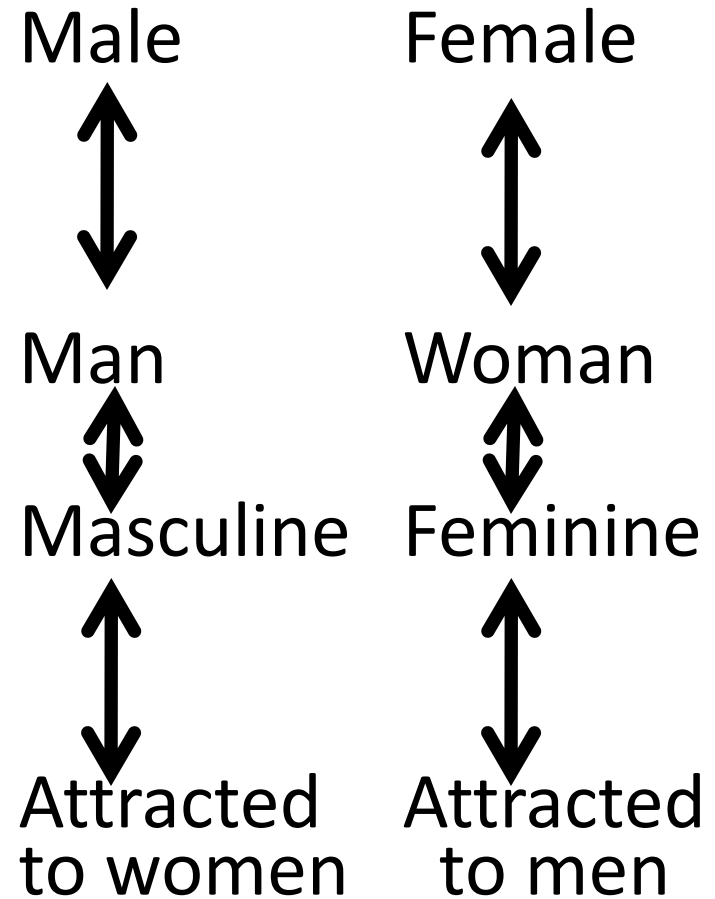 Male
Female
Man
Woman
Masculine
Feminine
Attracted
to women
Attracted
to men